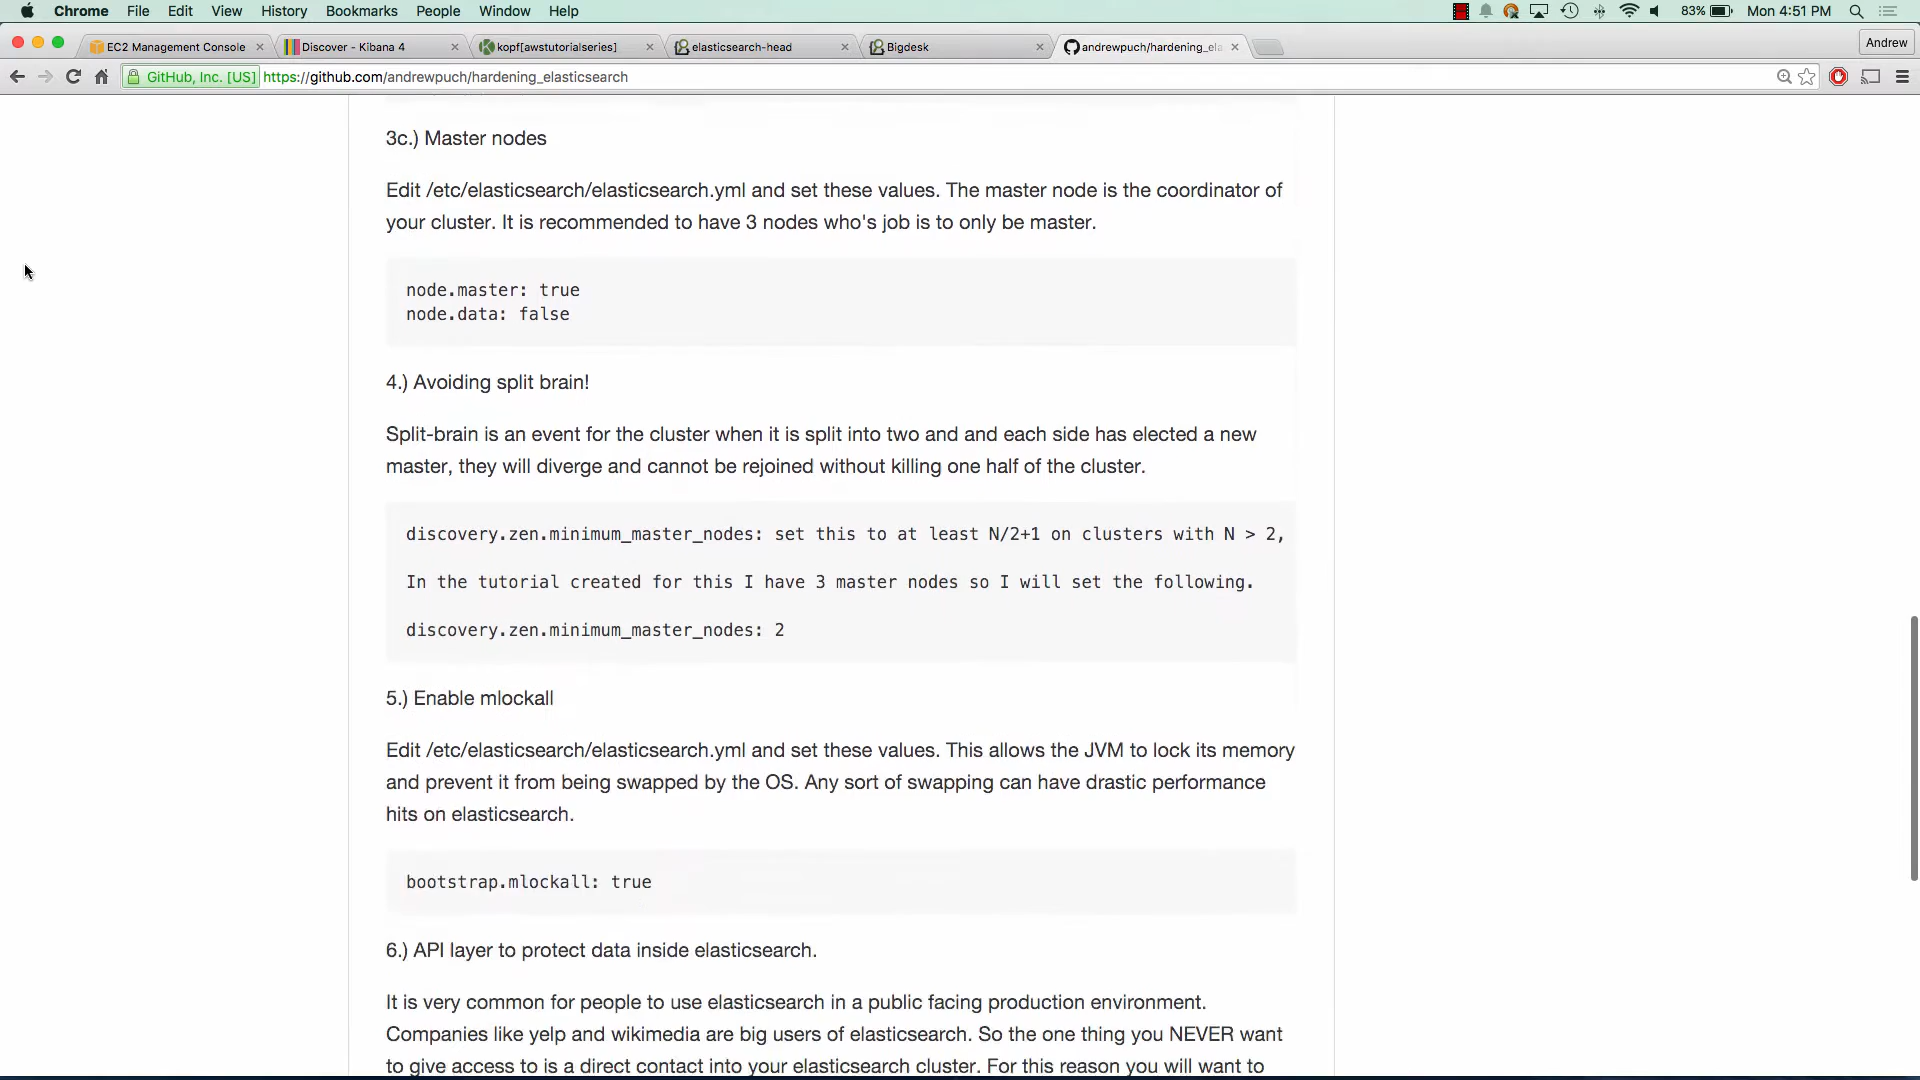 Chrome File Edit View History Bookmarks People Window Help 83% Mon 4:51 PM
EC2 Management Console Discover - Kibana 4 kopf[awstutorialseries] elasticsearch-head Bigdesk andrewpuch/hardening_ela Andrew
GitHub, Inc. [US] https://github.com/andrewpuch/hardening_elasticsearch
3c.) Master nodes
Edit /etc/elasticsearch/elasticsearch.yml and set these values. The master node is the coordinator of
your cluster. It is recommended to have 3 nodes who's job is to only be master.
node.master: true
node.data: false
4.) Avoiding split brain!
Split-brain is an event for the cluster when it is split into two and and each side has elected a new
master, they will diverge and cannot be rejoined without killing one half of the cluster.
discovery.zen.minimum_master_nodes: set this to at least N/2+1 on clusters with N > 2,
In the tutorial created for this I have 3 master nodes so I will set the following.
discovery.zen.minimum_master_nodes: 2
5.) Enable mlockall
Edit /etc/elasticsearch/elasticsearch.yml and set these values. This allows the JVM to lock its memory
and prevent it from being swapped by the OS. Any sort of swapping can have drastic performance
hits on elasticsearch.
bootstrap.mlockall: true
6.) API layer to protect data inside elasticsearch.
It is very common for people to use elasticsearch in a public facing production environment.
Companies like yelp and wikimedia are big users of elasticsearch. So the one thing you NEVER want
to give access to is a direct contact into your elasticsearch cluster. For this reason you will want to